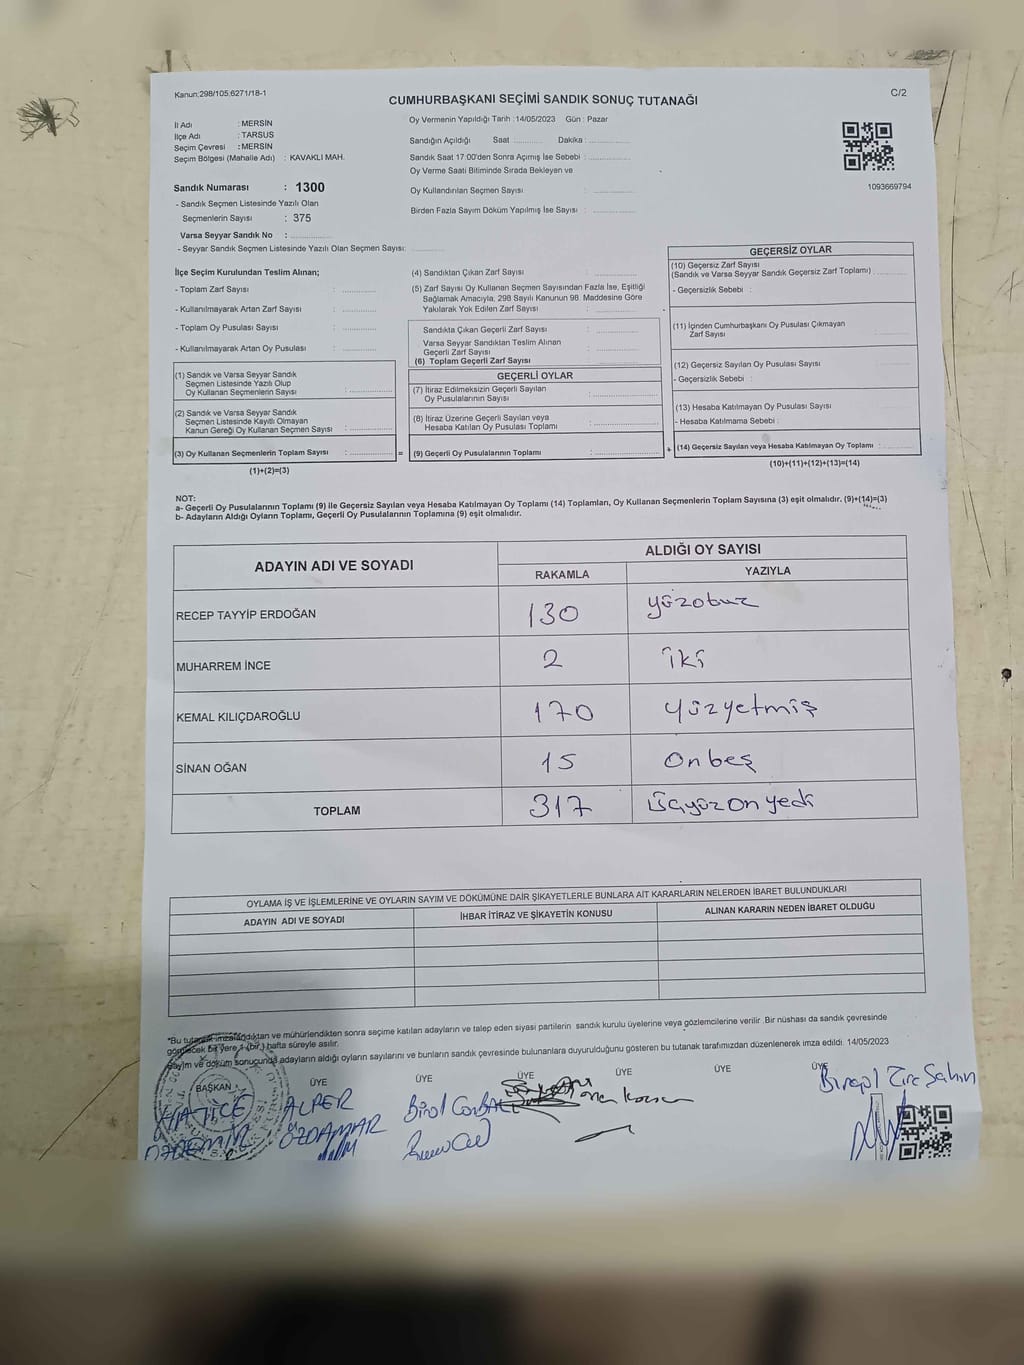 Kanun;298/105;6271/18-1
C/2
CUMHURBAŞKANI SEÇİMİ SANDIK SONUÇ TUTANAĞI
İl Adı : MERSİN
İlçe Adı : TARSUS
Seçim Çevresi : MERSİN
Seçim Bölgesi (Mahalle Adı) : KAVAKLI MAH.
Sandık Numarası : 1300
- Sandık Seçmen Listesinde Yazılı Olan
Seçmenlerin Sayısı : 375
Varsa Seyyar Sandık No : ..............
- Seyyar Sandık Seçmen Listesinde Yazılı Olan Seçmen Sayısı: ............
Oy Vermenin Yapıldığı Tarih :14/05/2023 Gün : Pazar
Sandığın Açıldığı Saat .......... Dakika : ..............
Sandık Saat 17:00'den Sonra Açımış İse Sebebi : ..............
Oy Verme Saati Bitiminde Sırada Bekleyen ve
Oy Kullandırılan Seçmen Sayısı : ..............
Birden Fazla Sayım Döküm Yapılmış İse Sayısı : ..............
1093669794
İlçe Seçim Kurulundan Teslim Alınan;
- Toplam Zarf Sayısı : ............
- Kullanılmayarak Artan Zarf Sayısı : ............
- Toplam Oy Pusulası Sayısı : ............
- Kullanılmayarak Artan Oy Pusulası : ............
(1) Sandık ve Varsa Seyyar Sandık
Seçmen Listesinde Yazılı Olup
Oy Kullanan Seçmenlerin Sayısı : ..............
(2) Sandık ve Varsa Seyyar Sandık
Seçmen Listesinde Kayıtlı Olmayan
Kanun Gereği Oy Kullanan Seçmen Sayısı : ..............
(3) Oy Kullanan Seçmenlerin Toplam Sayısı : .............. =
(1)+(2)=(3)
(4) Sandıktan Çıkan Zarf Sayısı : ..............
(5) Zarf Sayısı Oy Kullanan Seçmen Sayısından Fazla İse, Eşitliği
Sağlamak Amacıyla, 298 Sayılı Kanunun 98. Maddesine Göre
Yakılarak Yok Edilen Zarf Sayısı : ..............
Sandıkta Çıkan Geçerli Zarf Sayısı : ..............
Varsa Seyyar Sandıktan Teslim Alınan
Geçerli Zarf Sayısı : ..............
(6) Toplam Geçerli Zarf Sayısı : ..............
GEÇERLİ OYLAR
(7) İtiraz Edilmeksizin Geçerli Sayılan
Oy Pusulalarının Sayısı : ..............
(8) İtiraz Üzerine Geçerli Sayılan veya
Hesaba Katılan Oy Pusulası Toplamı : ..............
(9) Geçerli Oy Pusulalarının Toplamı : .............. +
GEÇERSİZ OYLAR
(10) Geçersiz Zarf Sayısı
(Sandık ve Varsa Seyyar Sandık Geçersiz Zarf Toplamı) : ............
- Geçersizlik Sebebi :
(11) İçinden Cumhurbaşkanı Oy Pusulası Çıkmayan
Zarf Sayısı : ............
(12) Geçersiz Sayılan Oy Pusulası Sayısı : ............
- Geçersizlik Sebebi :
(13) Hesaba Katılmayan Oy Pusulası Sayısı : ............
- Hesaba Katılmama Sebebi :
(14) Geçersiz Sayılan veya Hesaba Katılmayan Oy Toplamı : ............
(10)+(11)+(12)+(13)=(14)
NOT:
a- Geçerli Oy Pusulalarının Toplamı (9) ile Geçersiz Sayılan veya Hesaba Katılmayan Oy Toplamı (14) Toplamları, Oy Kullanan Seçmenlerin Toplam Sayısına (3) eşit olmalıdır. (9)+(14)=(3)
b- Adayların Aldığı Oyların Toplamı, Geçerli Oy Pusulalarının Toplamına (9) eşit olmalıdır.
ADAYIN ADI VE SOYADI ALDIĞI OY SAYISI
RAKAMLA YAZIYLA
RECEP TAYYİP ERDOĞAN 130 yüzotuz
MUHARREM İNCE 2 iki
KEMAL KILIÇDAROĞLU 170 yüzyetmiş
SİNAN OĞAN 15 onbeş
TOPLAM 317 üçyüzonyedi
OYLAMA İŞ VE İŞLEMLERİNE VE OYLARIN SAYIM VE DÖKÜMÜNE DAİR ŞİKAYETLERLE BUNLARA AİT KARARLARIN NELERDEN İBARET BULUNDUKLARI
ADAYIN ADI VE SOYADI İHBAR İTİRAZ VE ŞİKAYETİN KONUSU ALINAN KARARIN NEDEN İBARET OLDUĞU
*Bu tutanak imzalandıktan ve mühürlendikten sonra seçime katılan adayların ve talep eden siyasi partilerin sandık kurulu üyelerine veya gözlemcilerine verilir .Bir nüshası da sandık çevresinde
görülecek bir yere 1 (bir ) hafta süreyle asılır.
Sayım ve döküm sonucunda adayların aldığı oyların sayılarını ve bunların sandık çevresinde bulunanlara duyurulduğunu gösteren bu tutanak tarafımızdan düzenlenerek imza edildi. 14/05/2023
BAŞKAN ÜYE ÜYE ÜYE ÜYE ÜYE ÜYE
HATİCE ÖZDEMİR
ALPER ÖZDAMAR
Birol
Şahin